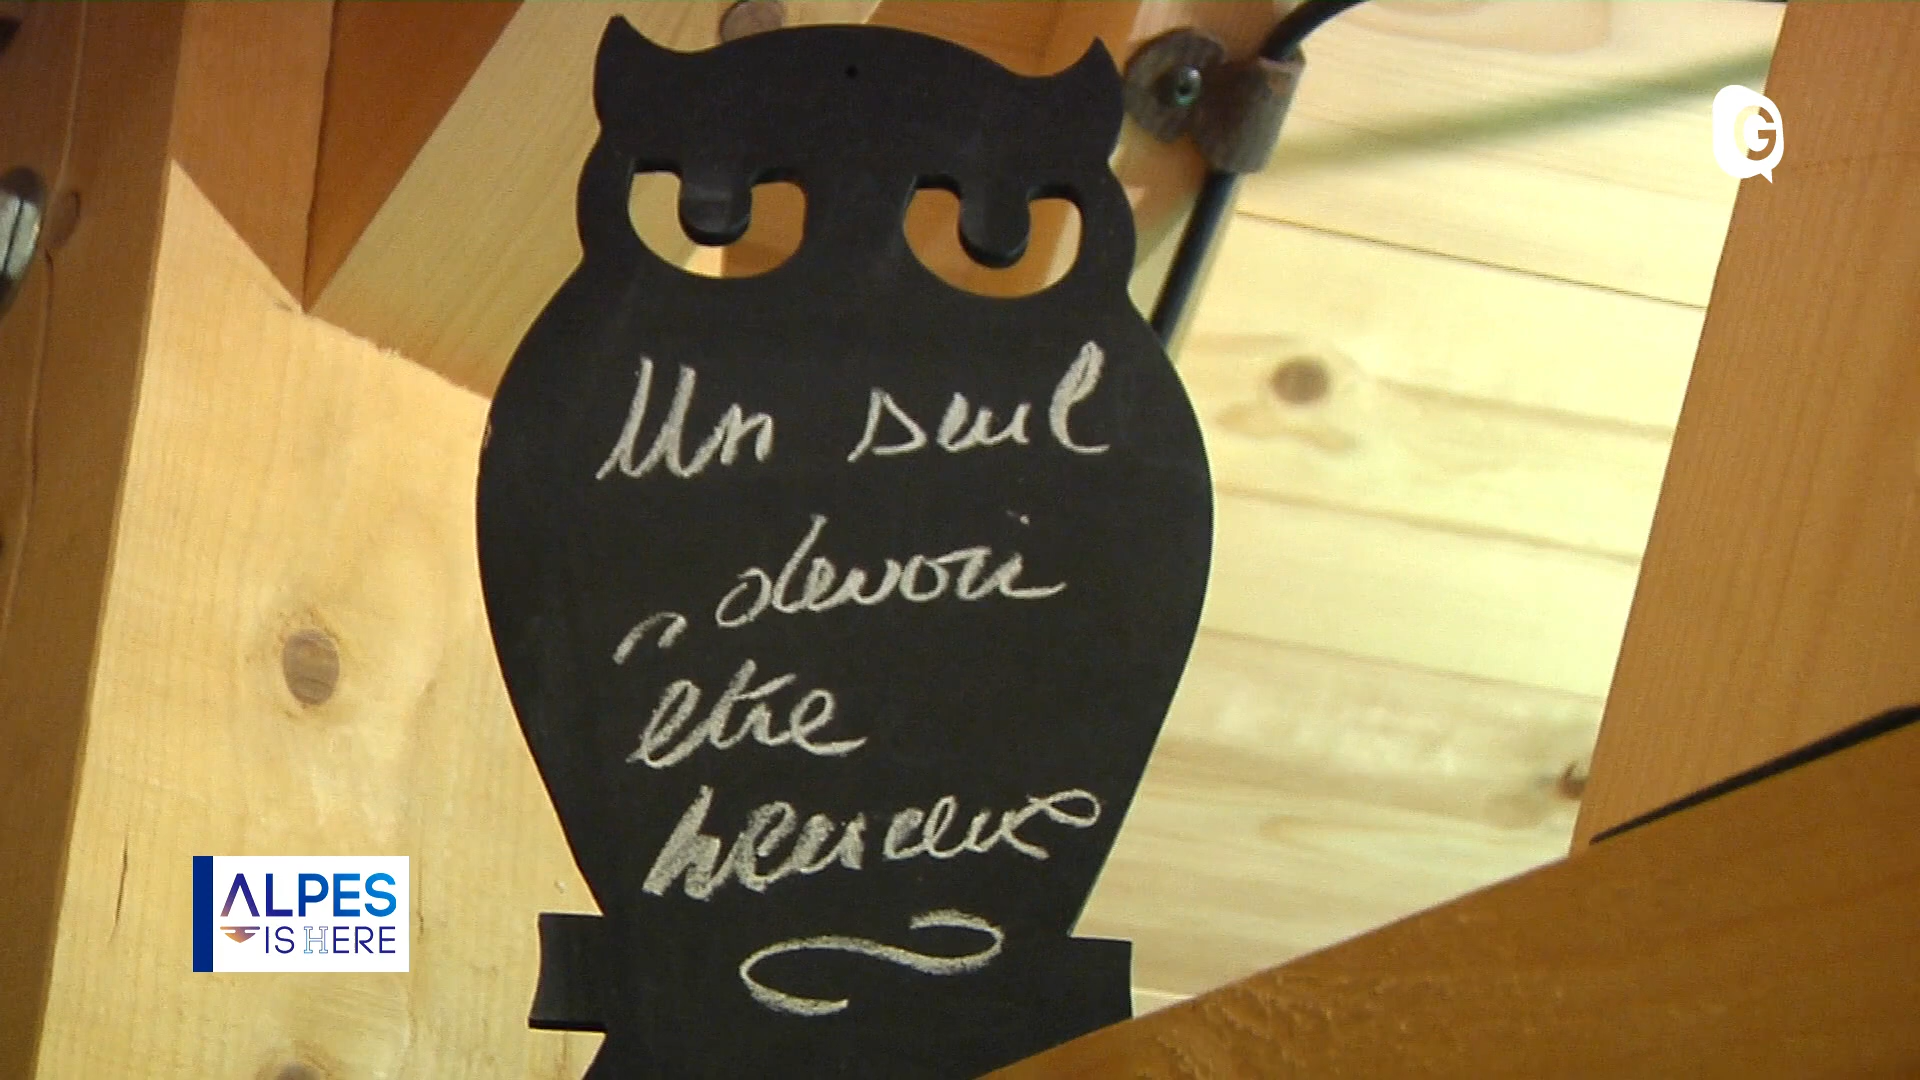 G
Un seul
devoir
être
heureux
ALPES
IS HERE